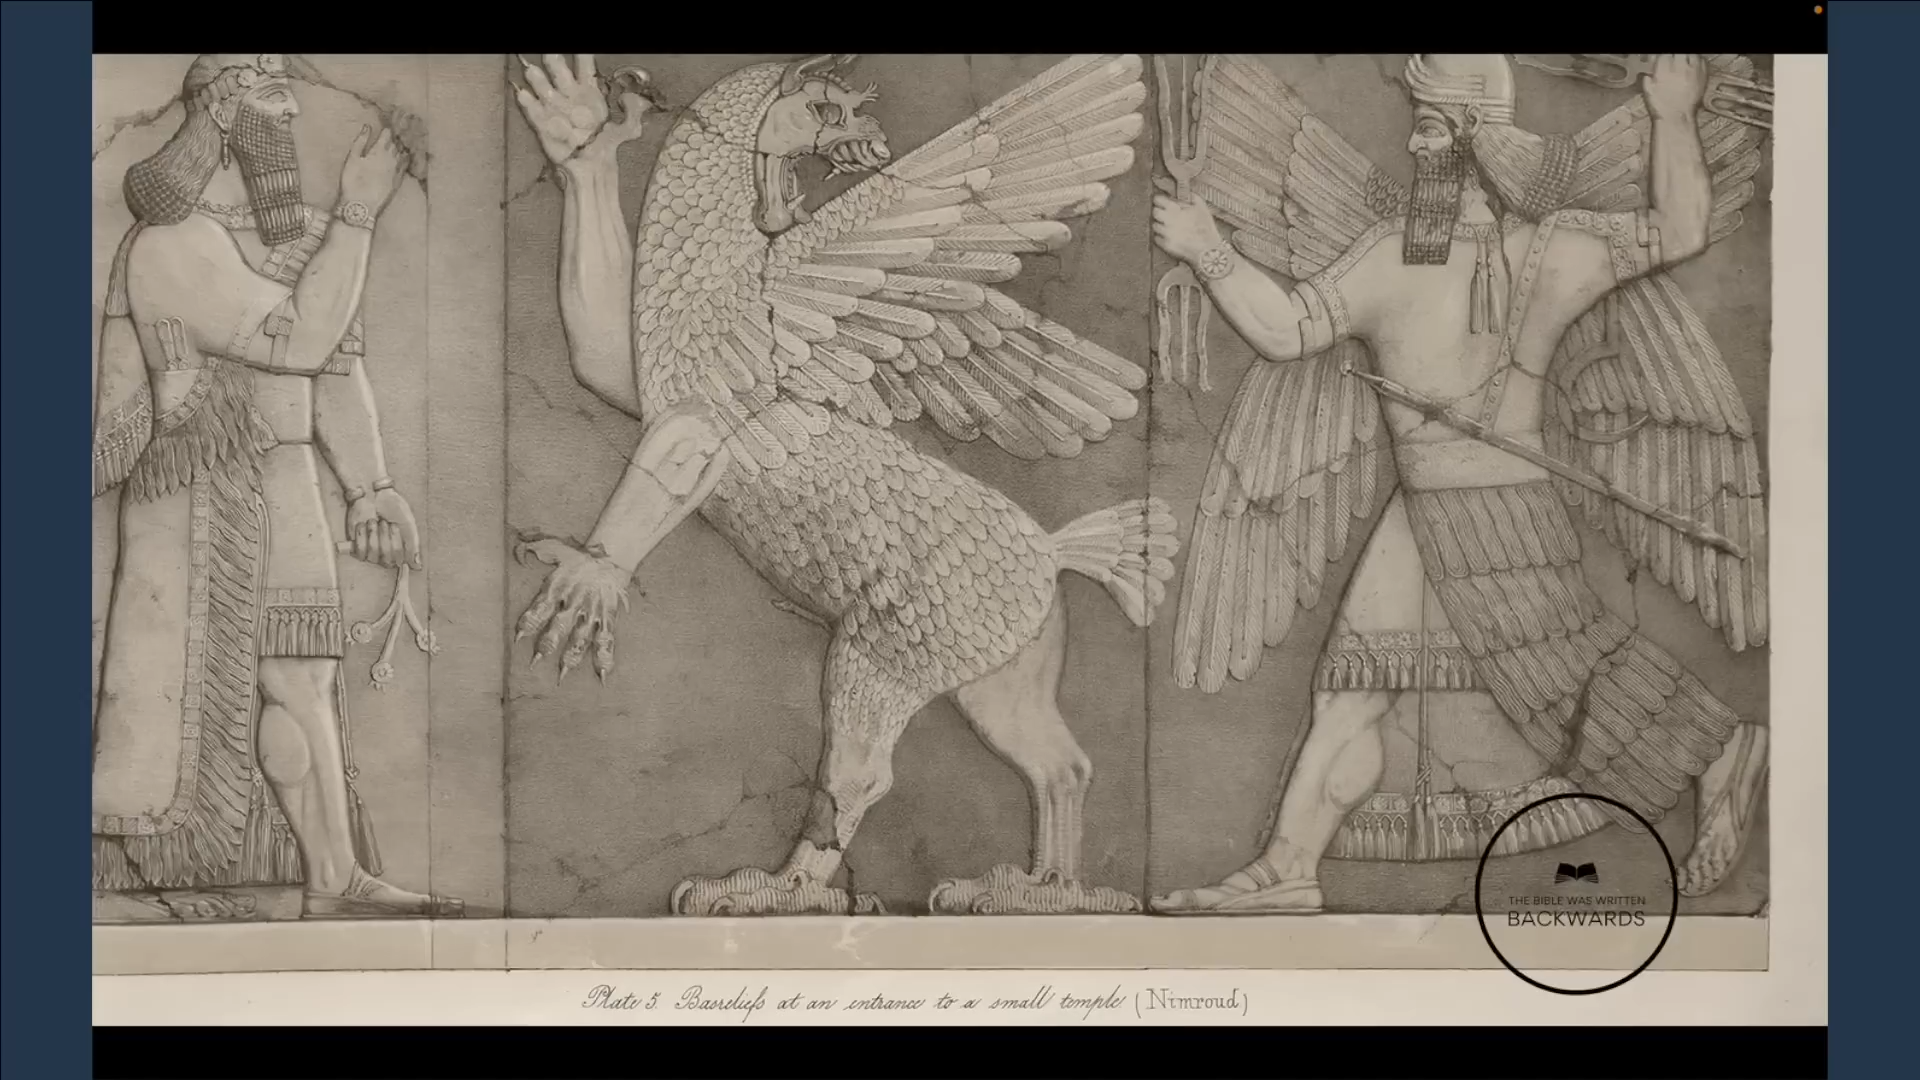 THE BIBLE WAS WRITTEN
BACKWARDS
Plate 5. Basreliefs at an entrance to a small temple (Nimroud)